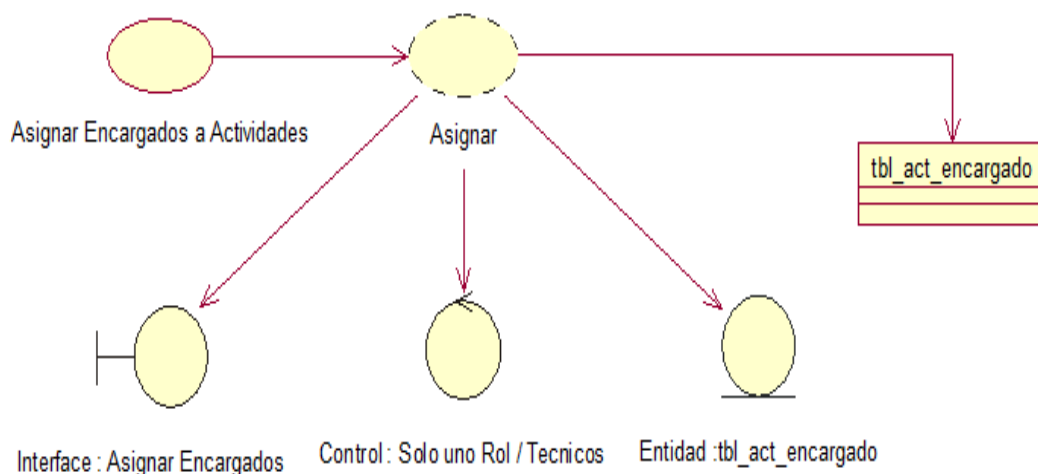 Asignar Encargados a Actividades
Asignar
tbl_act_encargado
Interface : Asignar Encargados
Control : Solo uno Rol / Tecnicos
Entidad :tbl_act_encargado